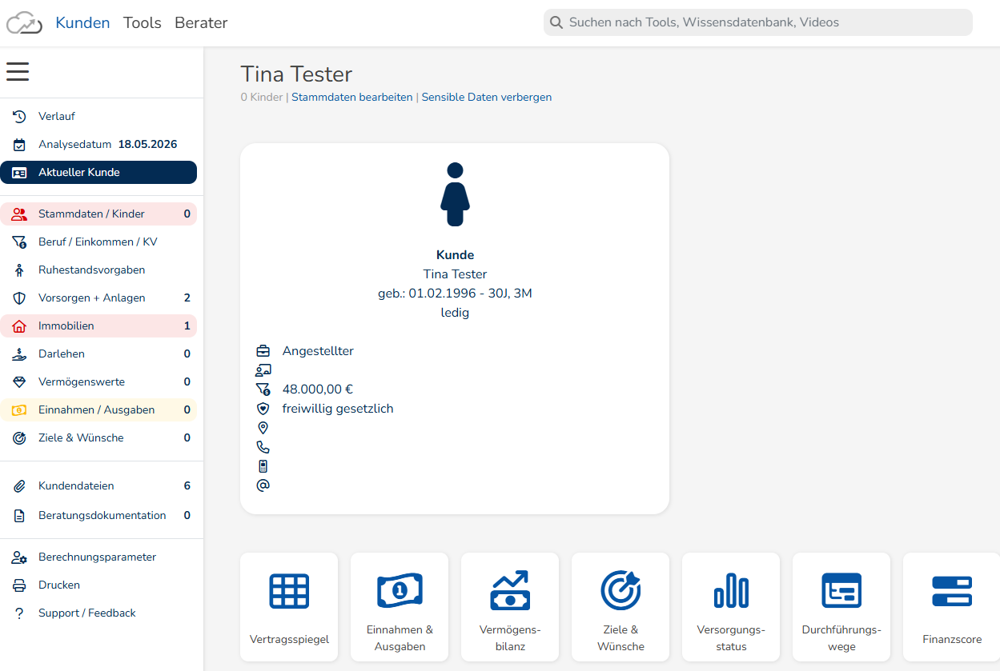 Kunden Tools Berater
Suchen nach Tools, Wissensdatenbank, Videos
Verlauf
Analysedatum 18.05.2026
Aktueller Kunde
Stammdaten / Kinder 0
Beruf / Einkommen / KV
Ruhestandsvorgaben
Vorsorgen + Anlagen 2
Immobilien 1
Darlehen 0
Vermögenswerte 0
Einnahmen / Ausgaben 0
Ziele & Wünsche 0
Kundendateien 6
Beratungsdokumentation 0
Berechnungsparameter
Drucken
? Support / Feedback
Tina Tester
0 Kinder | Stammdaten bearbeiten | Sensible Daten verbergen
Kunde
Tina Tester
geb.: 01.02.1996 - 30J, 3M
ledig
Angestellter
48.000,00 €
freiwillig gesetzlich
Vertragsspiegel
Einnahmen &
Ausgaben
Vermögens-
bilanz
Ziele &
Wünsche
Versorgungs-
status
Durchführungs-
wege
Finanzscore